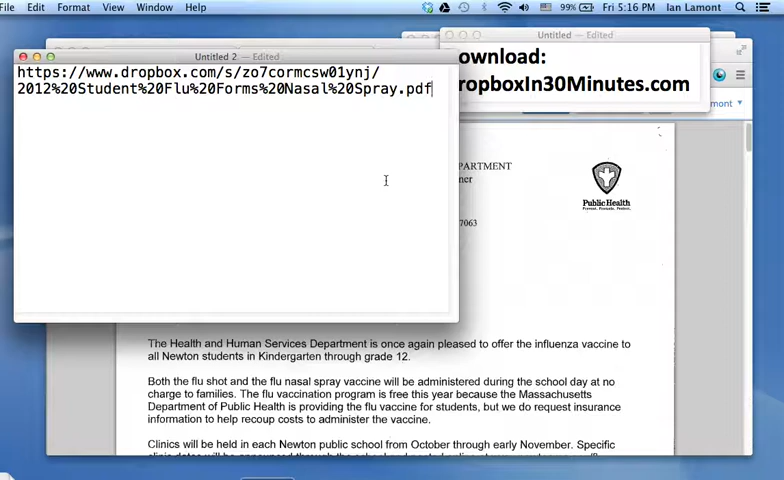 File Edit Format View Window Help
99% Fri 5:16 PM Ian Lamont
Untitled — Edited
ownload:
ropboxIn30Minutes.com
Untitled 2 — Edited
https://www.dropbox.com/s/zo7cormcsw01ynj/
2012%20Student%20Flu%20Forms%20Nasal%20Spray.pdf
mont
PARTMENT
ner
7063
Public Health
Prevent. Promote. Protect.
The Health and Human Services Department is once again pleased to offer the influenza vaccine to
all Newton students in Kindergarten through grade 12.
Both the flu shot and the flu nasal spray vaccine will be administered during the school day at no
charge to families. The flu vaccination program is free this year because the Massachusetts
Department of Public Health is providing the flu vaccine for students, but we do request insurance
information to help recoup costs to administer the vaccine.
Clinics will be held in each Newton public school from October through early November. Specific